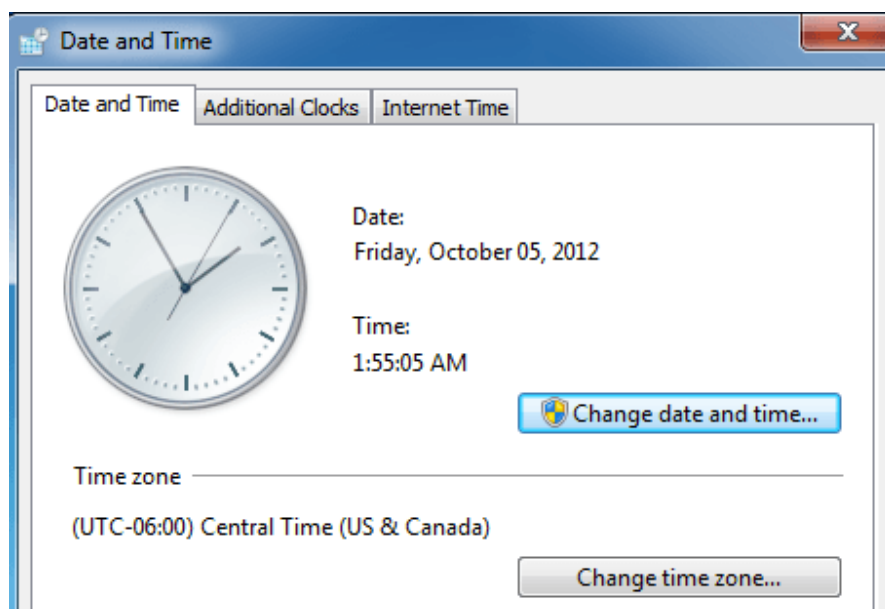 Date and Time
Date and Time
Additional Clocks
Internet Time
Date:
Friday, October 05, 2012
Time:
1:55:05 AM
Change date and time...
Time zone
(UTC-06:00) Central Time (US & Canada)
Change time zone...